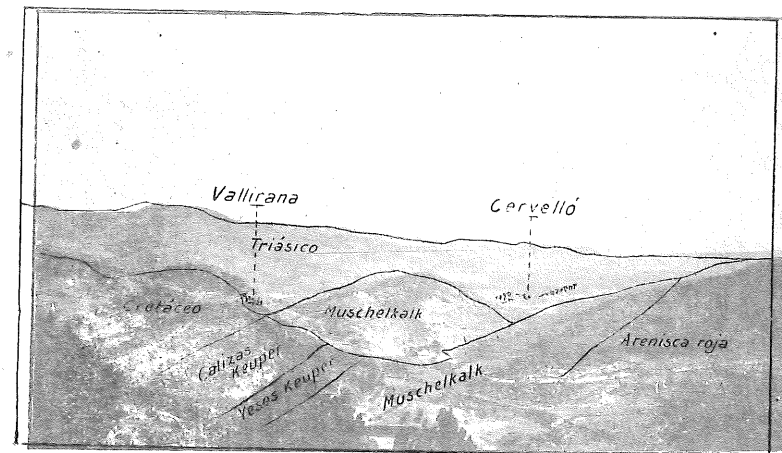 Vallirana
Cervelló
Triásico
Cretáceo
Muschelkalk
Calizas
Keuper
Yesos Keuper
Muschelkalk
Arenisca roja